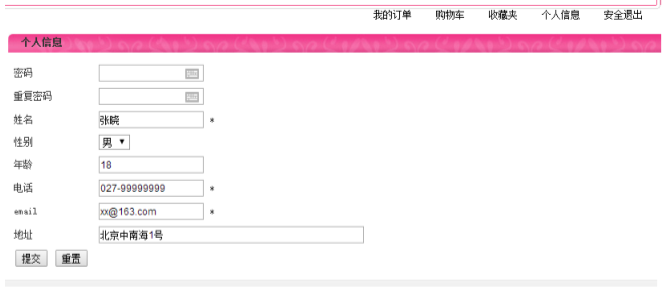 我的订单 购物车 收藏夹 个人信息 安全退出
个人信息
密码
重复密码
姓名 张晓 *
性别 男
年龄 18
电话 027-99999999 *
email xx@163.com *
地址 北京中南海1号
提交 重置